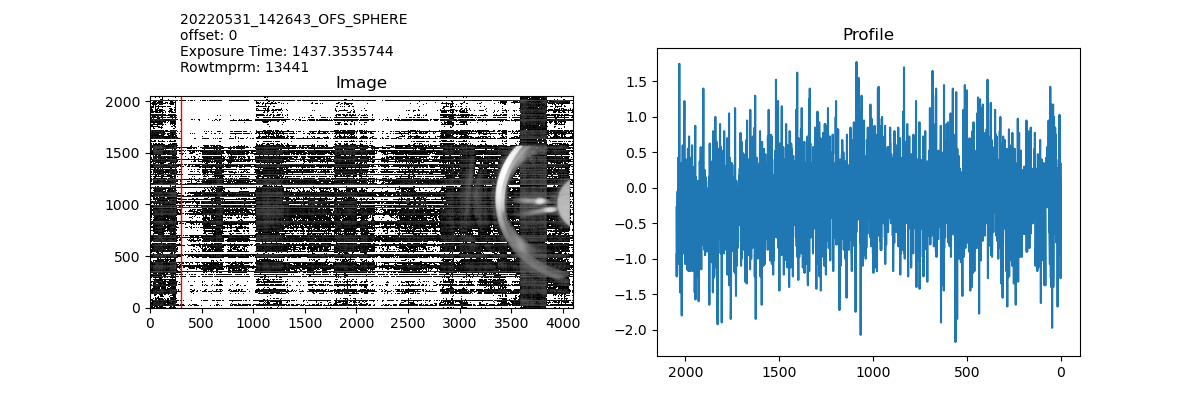 20220531_142643_OFS_SPHERE
offset: 0
Exposure Time: 1437.3535744
Rowtmprm: 13441
Image
2000
1500
1000
500
0
0 500 1000 1500 2000 2500 3000 3500 4000
Profile
1.5
1.0
0.5
0.0
−0.5
−1.0
−1.5
−2.0
2000 1500 1000 500 0